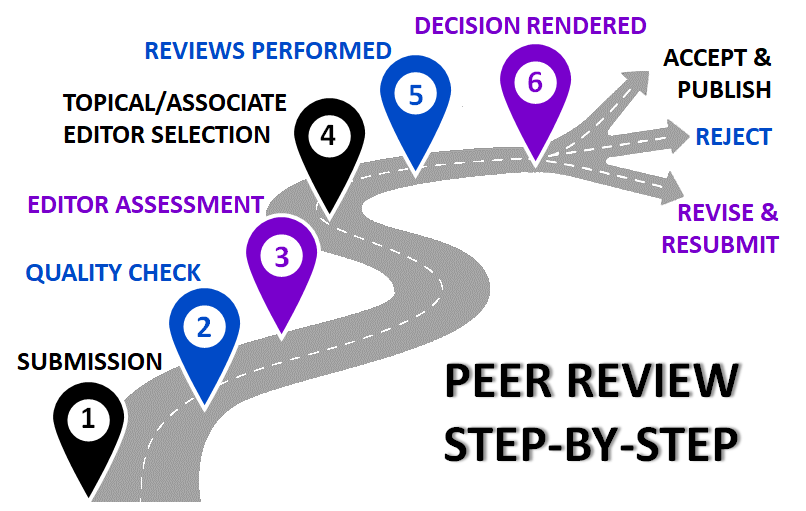 DECISION RENDERED
REVIEWS PERFORMED
ACCEPT &
PUBLISH
6
5
TOPICAL/ASSOCIATE
EDITOR SELECTION
4
REJECT
EDITOR ASSESSMENT
REVISE &
RESUBMIT
3
QUALITY CHECK
2
SUBMISSION
1
PEER REVIEW
STEP-BY-STEP